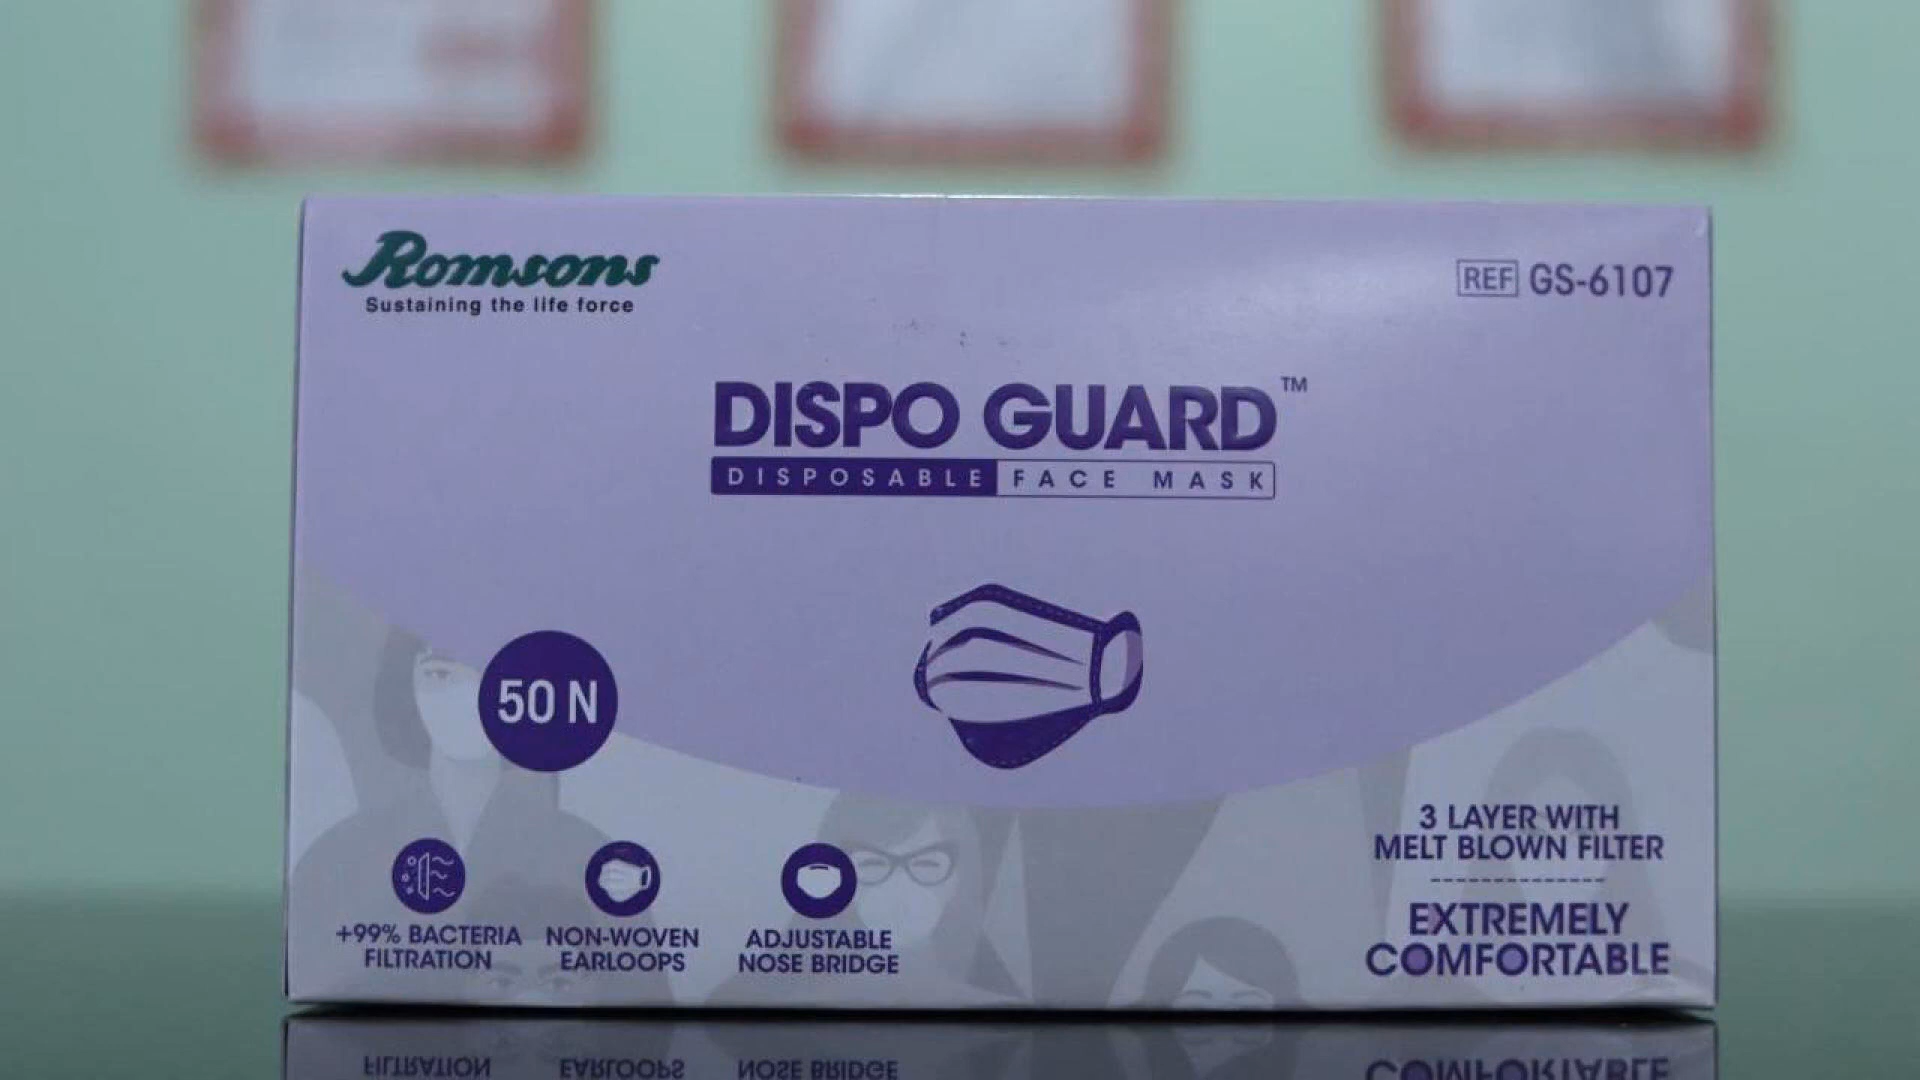 Romsons
Sustaining the life force
REF GS-6107
DISPO GUARD™
DISPOSABLE FACE MASK
50 N
+99% BACTERIA
FILTRATION
NON-WOVEN
EARLOOPS
ADJUSTABLE
NOSE BRIDGE
3 LAYER WITH
MELT BLOWN FILTER
EXTREMELY
COMFORTABLE